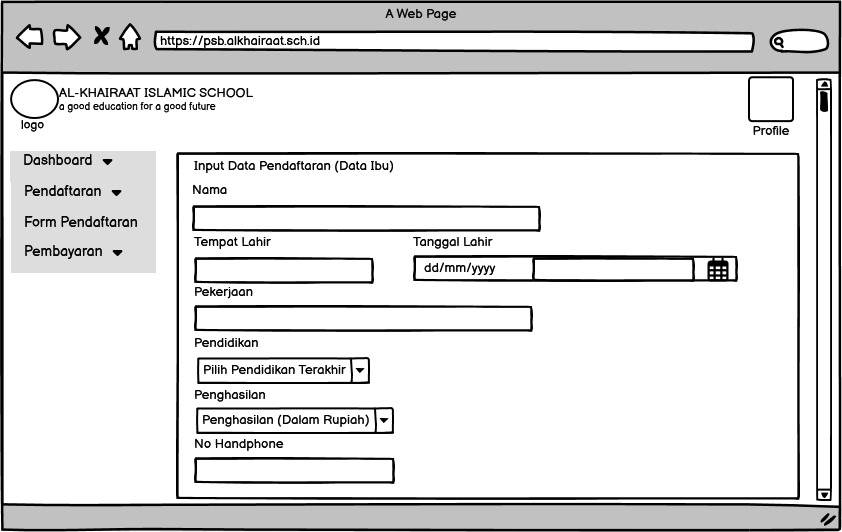 A Web Page
https://psb.alkhairaat.sch.id
AL-KHAIRAAT ISLAMIC SCHOOL
a good education for a good future
logo
Profile
Dashboard
Pendaftaran
Form Pendaftaran
Pembayaran
Input Data Pendaftaran (Data Ibu)
Nama
Tempat Lahir
Tanggal Lahir
dd/mm/yyyy
Pekerjaan
Pendidikan
Pilih Pendidikan Terakhir
Penghasilan
Penghasilan (Dalam Rupiah)
No Handphone